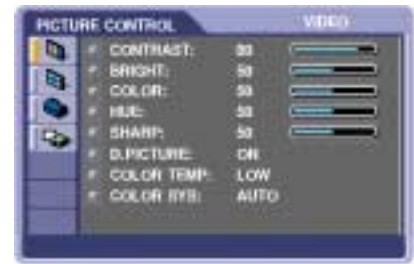 PICTURE CONTROL VIDEO
CONTRAST: 80
BRIGHT: 50
COLOR: 50
HUE: 50
SHARP: 50
D.PICTURE: ON
COLOR TEMP: LOW
COLOR SYS: AUTO